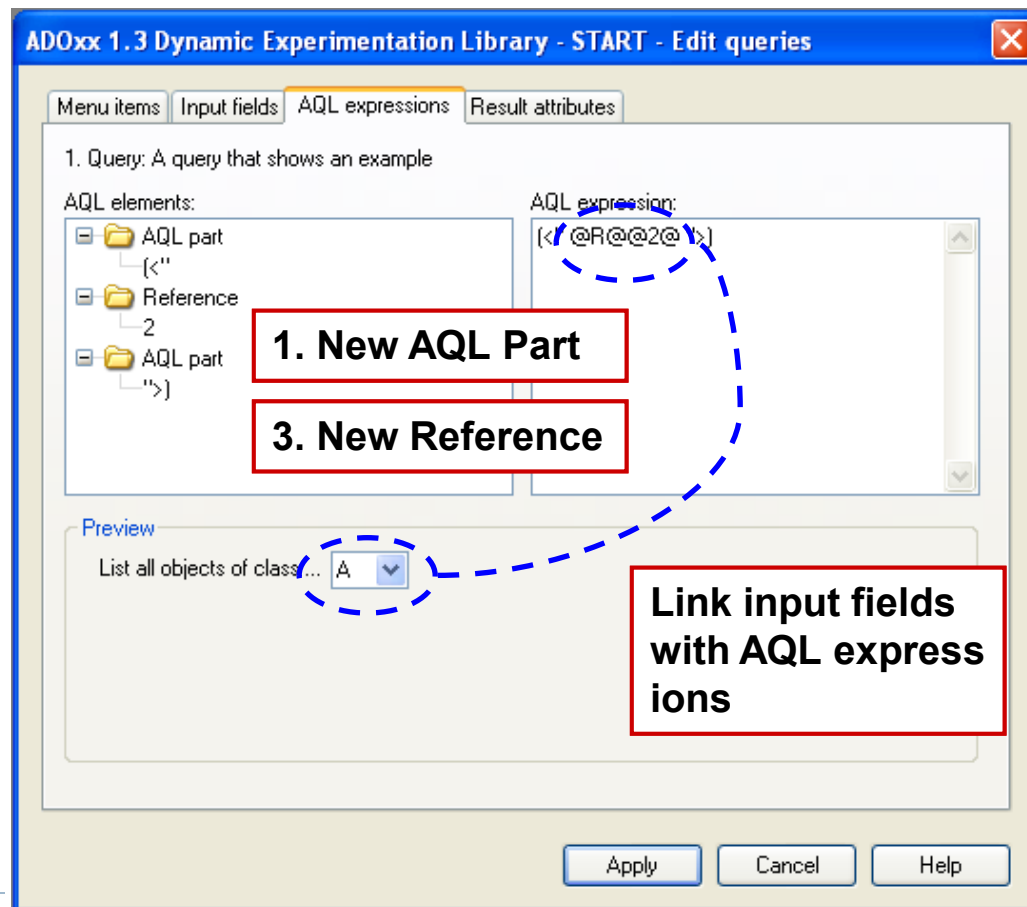 ADOxx 1.3 Dynamic Experimentation Library - START - Edit queries
Menu items Input fields AQL expressions Result attributes
1. Query: A query that shows an example
AQL elements:
AQL part
(<"
Reference
2
AQL part
">)
AQL expression:
(<" @R@@2@ ">)
1. New AQL Part
3. New Reference
Preview
List all objects of class ... A
Link input fields
with AQL express
ions
Apply Cancel Help